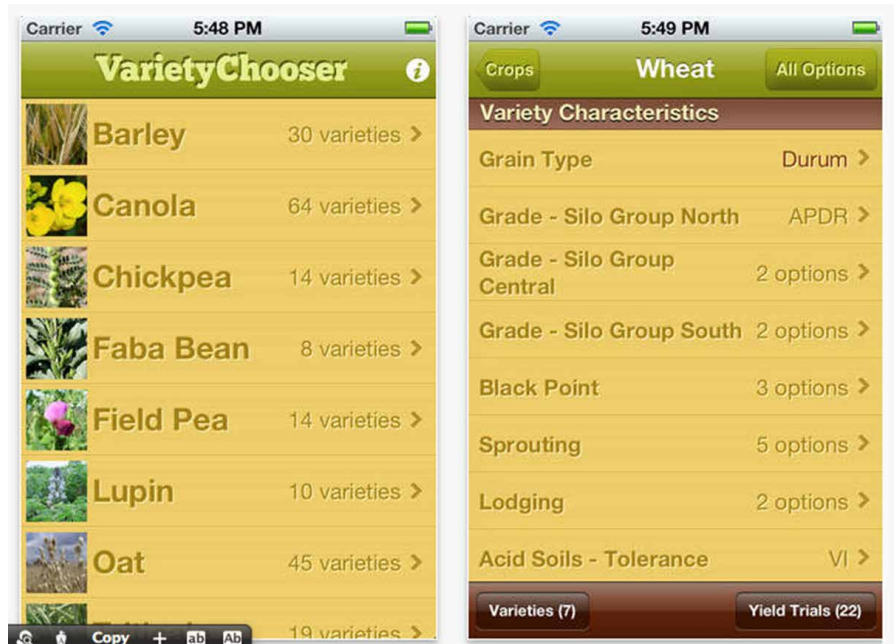 Carrier 5:48 PM
VarietyChooser i
Barley 30 varieties >
Canola 64 varieties >
Chickpea 14 varieties >
Faba Bean 8 varieties >
Field Pea 14 varieties >
Lupin 10 varieties >
Oat 45 varieties >
19 varieties >
Copy + ab Ab
Carrier 5:49 PM
Crops Wheat All Options
Variety Characteristics
Grain Type Durum >
Grade - Silo Group North APDR >
Grade - Silo Group
Central 2 options >
Grade - Silo Group South 2 options >
Black Point 3 options >
Sprouting 5 options >
Lodging 2 options >
Acid Soils - Tolerance VI >
Varieties (7) Yield Trials (22)